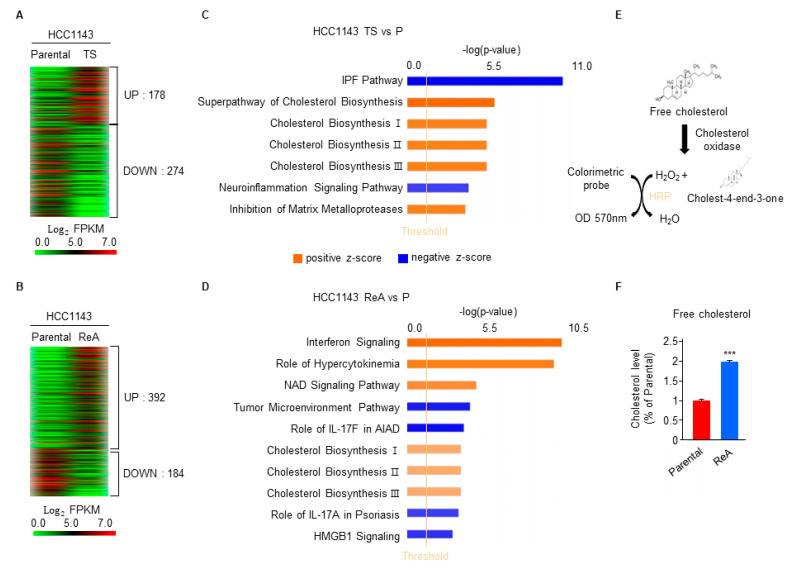 A
HCC1143
Parental TS
UP : 178
DOWN : 274
Log2 FPKM
0.0 5.0 7.0
B
HCC1143
Parental ReA
UP : 392
DOWN : 184
Log2 FPKM
0.0 5.0 7.0
C
HCC1143 TS vs P
-log(p-value)
0.0 5.5 11.0
IPF Pathway
Superpathway of Cholesterol Biosynthesis
Cholesterol Biosynthesis Ⅰ
Cholesterol Biosynthesis Ⅱ
Cholesterol Biosynthesis Ⅲ
Neuroinflammation Signaling Pathway
Inhibition of Matrix Metalloproteases
Threshold
positive z-score negative z-score
D
HCC1143 ReA vs P
-log(p-value)
0.0 5.5 10.5
Interferon Signaling
Role of Hypercytokinemia
NAD Signaling Pathway
Tumor Microenvironment Pathway
Role of IL-17F in AIAD
Cholesterol Biosynthesis Ⅰ
Cholesterol Biosynthesis Ⅱ
Cholesterol Biosynthesis Ⅲ
Role of IL-17A in Psoriasis
HMGB1 Signaling
Threshold
E
Free cholesterol
Cholesterol
oxidase
Colorimetric
probe
H2O2 +
HRP
Cholest-4-end-3-one
OD 570nm
H2O
F
Free cholesterol
Cholesterol level
(% of Parental)
2.5
2
1.5
1
0.5
0
***
Parental
ReA